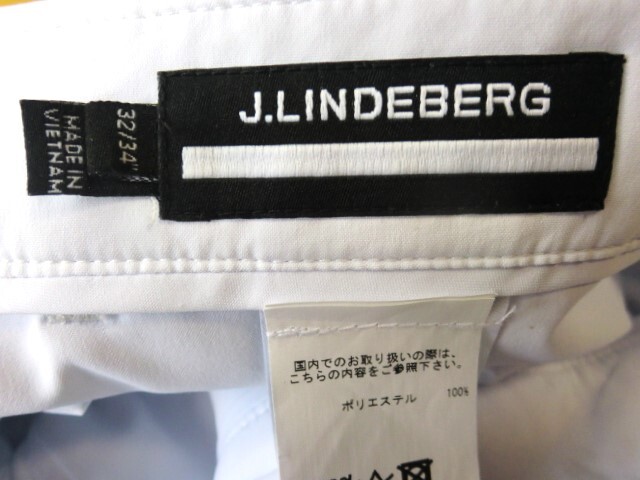 J.LINDEBERG
32/34"
MADE IN
VIETNAM
国内でのお取り扱いの際は、
こちらの内容をご参照下さい。
ポリエステル 100%